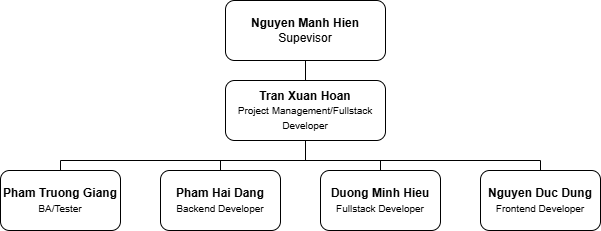 Nguyen Manh Hien
Supevisor
Tran Xuan Hoan
Project Management/Fullstack
Developer
Pham Truong Giang
BA/Tester
Pham Hai Dang
Backend Developer
Duong Minh Hieu
Fullstack Developer
Nguyen Duc Dung
Frontend Developer